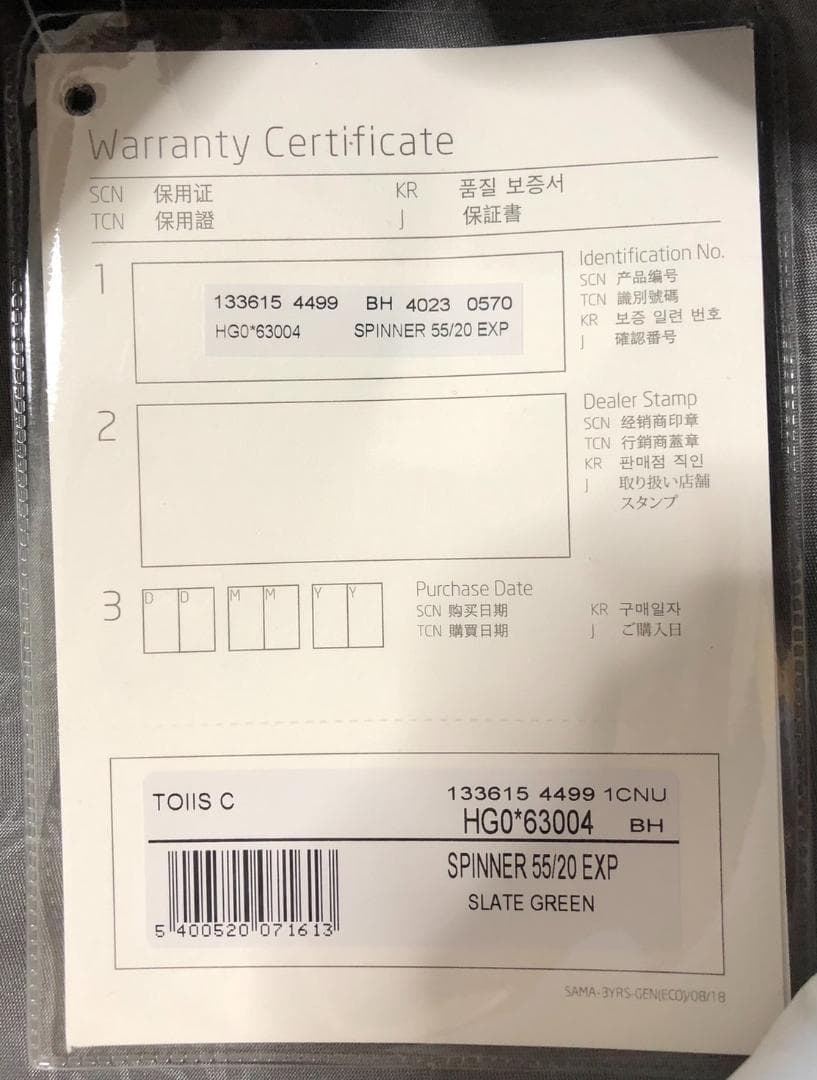 Warranty Certificate
SCN 保用证 KR 품질 보증서
TCN 保用證 J 保証書
1
133615 4499 BH 4023 0570
HG0*63004 SPINNER 55/20 EXP
Identification No.
SCN 产品编号
TCN 識別號碼
KR 보증 일련 번호
J 確認番号
2
Dealer Stamp
SCN 经销商印章
TCN 行銷商蓋章
KR 판매점 직인
J 取り扱い店舗
スタンプ
3
D D M M Y Y
Purchase Date
SCN 购买日期 KR 구매일자
TCN 購買日期 J ご購入日
TOIIS C 133615 4499 1CNU
HG0*63004 BH
SPINNER 55/20 EXP
SLATE GREEN
5 400520 071613
SAMA-3YRS-GEN(ECO)/08/18